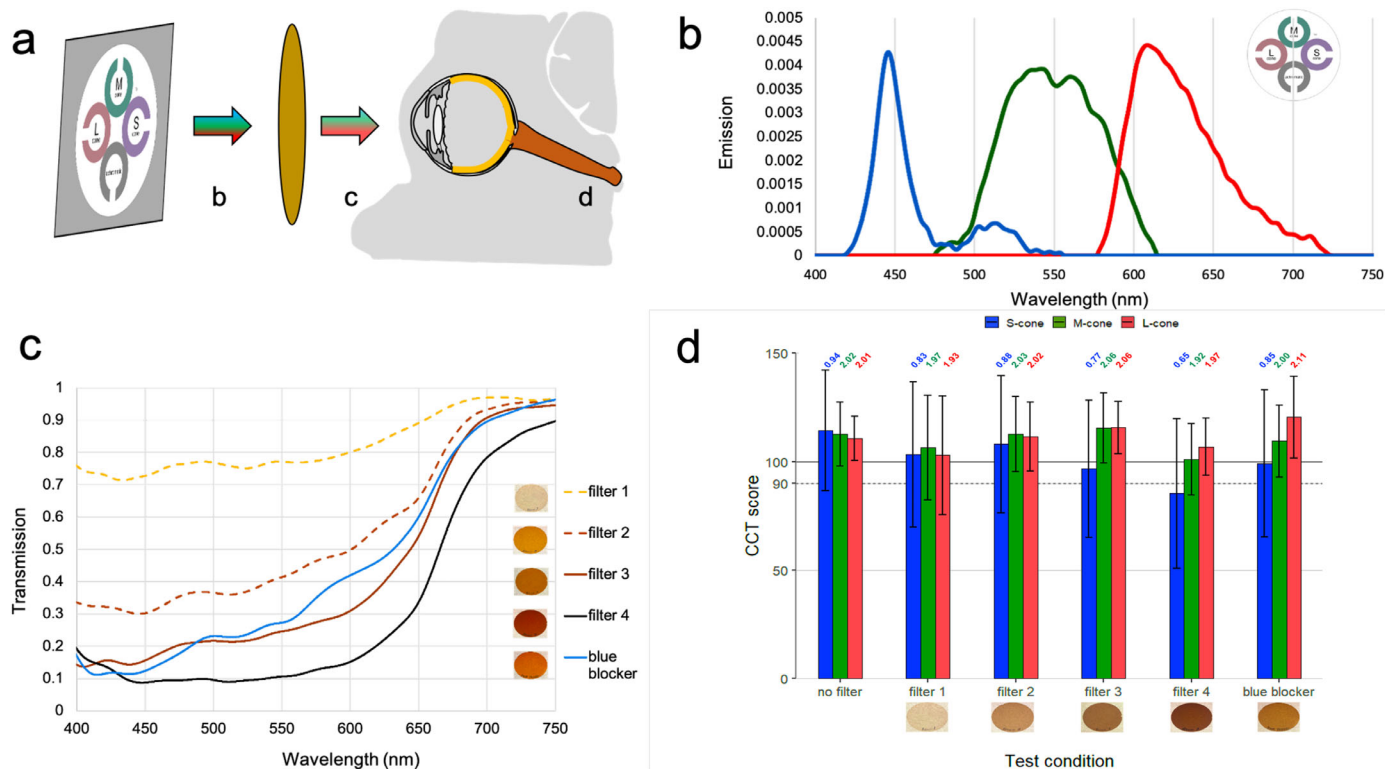 a
M
CONE
L
CONE
S
CONE
b
c
d
b
0.005
0.0045
0.004
0.0035
0.003
0.0025
0.002
0.0015
0.001
0.0005
0
Emission
400 450 500 550 600 650 700 750
Wavelength (nm)
M
L
S
c
1
0.9
0.8
0.7
0.6
0.5
0.4
0.3
0.2
0.1
0
Transmission
400 450 500 550 600 650 700 750
Wavelength (nm)
filter 1
filter 2
filter 3
filter 4
blue
blocker
d
S-cone M-cone L-cone
150
100
90
50
0
CCT score
0.94 2.02 2.01
0.83 1.97 1.93
0.88 2.03 2.02
0.77 2.06 2.06
0.65 1.92 1.97
0.85 2.00 2.11
no filter filter 1 filter 2 filter 3 filter 4 blue blocker
Test condition